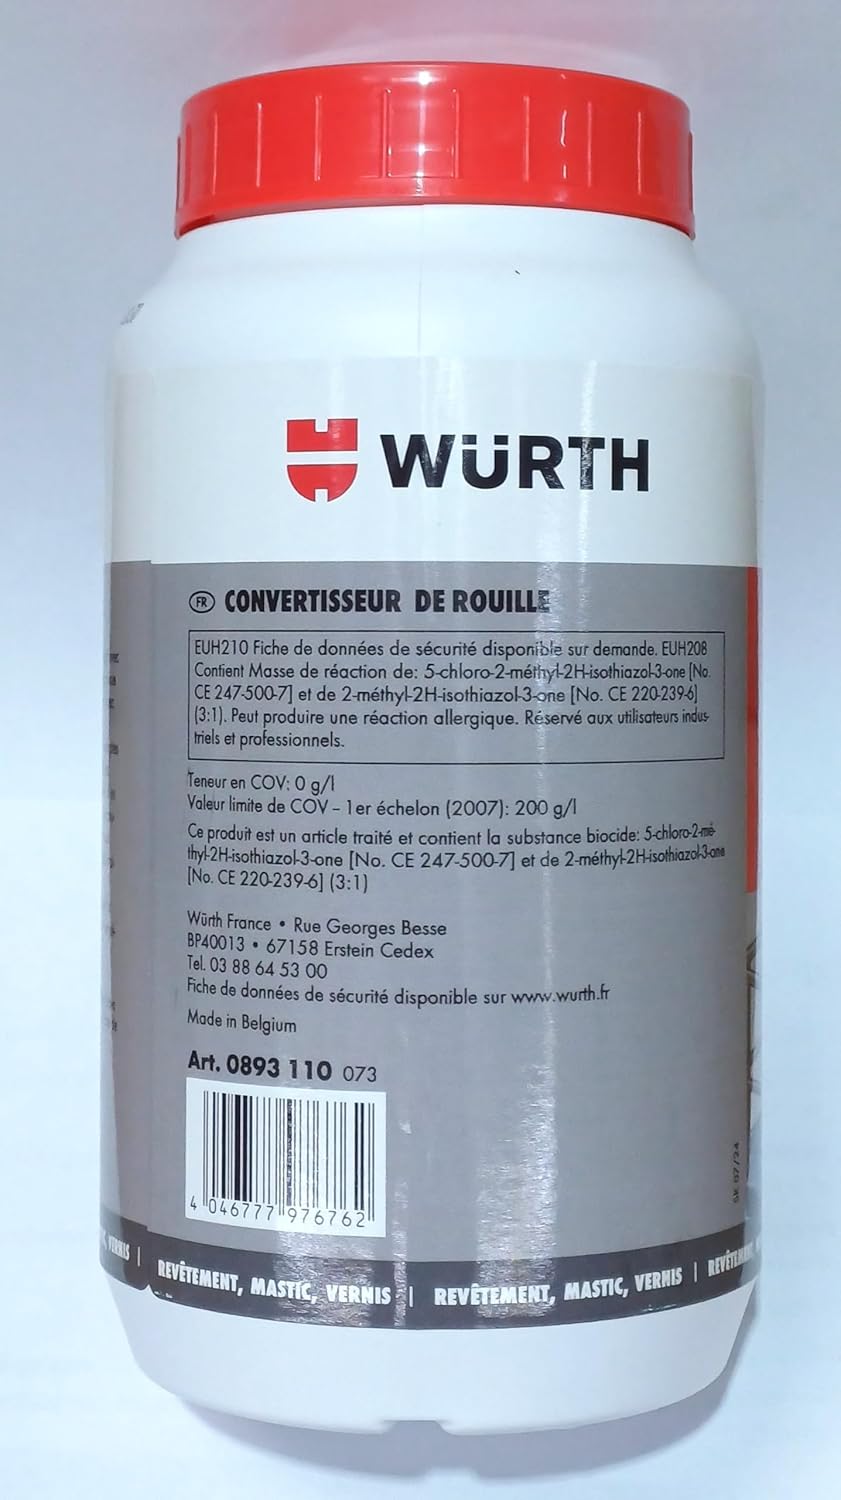 WÜRTH
FR CONVERTISSEUR DE ROUILLE
EUH210 Fiche de données de sécurité disponible sur demande. EUH208
Contient Masse de réaction de: 5-chloro-2-méthyl-2H-isothiazol-3-one [No.
CE 247-500-7] et de 2-méthyl-2H-isothiazol-3-one [No. CE 220-239-6]
(3:1). Peut produire une réaction allergique. Réservé aux utilisateurs indus-
triels et professionnels.
Teneur en COV: 0 g/l
Valeur limite de COV - 1er échelon (2007): 200 g/l
Ce produit est un article traité et contient la substance biocide: 5-chloro-2-mé-
thyl-2H-isothiazol-3-one [No. CE 247-500-7] et de 2-méthyl-2H-isothiazol-3-one
[No. CE 220-239-6] (3:1)
Würth France • Rue Georges Besse
BP40013 • 67158 Erstein Cedex
Tel. 03 88 64 53 00
Fiche de données de sécurité disponible sur www.wurth.fr
Made in Belgium
Art. 0893 110 073
4 046777 976762
SK 07/24
VERNIS | REVÊTEMENT, MASTIC, VERNIS | REVÊTEMENT, MASTIC, VERNIS |